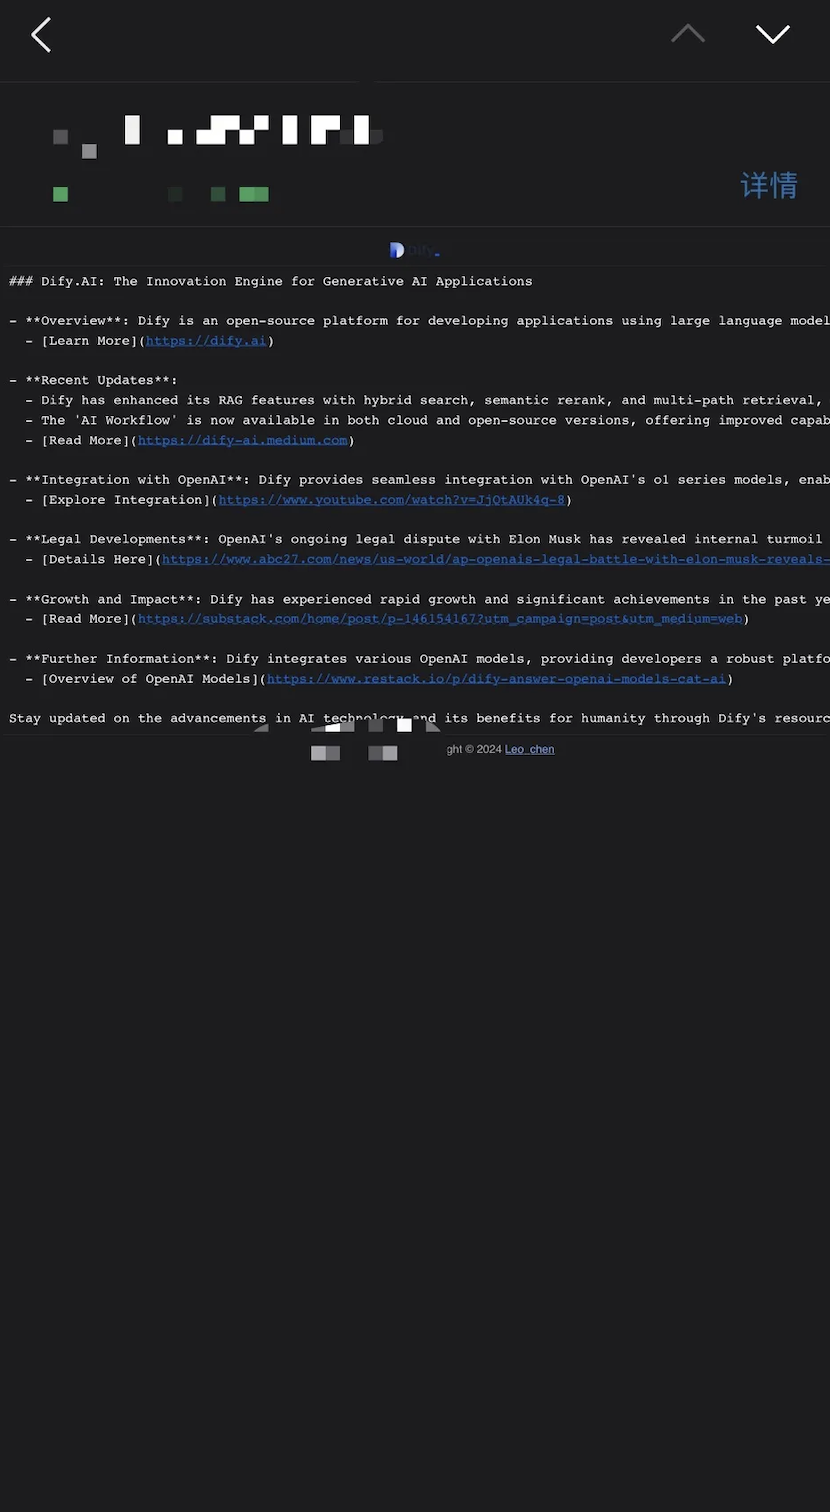 详情
Dify
### Dify.AI: The Innovation Engine for Generative AI Applications
- **Overview**: Dify is an open-source platform for developing applications using large language model
- [Learn More](https://dify.ai)
- **Recent Updates**:
- Dify has enhanced its RAG features with hybrid search, semantic rerank, and multi-path retrieval,
- The 'AI Workflow' is now available in both cloud and open-source versions, offering improved capab
- [Read More](https://dify-ai.medium.com)
- **Integration with OpenAI**: Dify provides seamless integration with OpenAI's o1 series models, enab
- [Explore Integration](https://www.youtube.com/watch?v=JjQtAUk4q-8)
- **Legal Developments**: OpenAI's ongoing legal dispute with Elon Musk has revealed internal turmoil
- [Details Here](https://www.abc27.com/news/us-world/ap-openais-legal-battle-with-elon-musk-reveals-
- **Growth and Impact**: Dify has experienced rapid growth and significant achievements in the past ye
- [Read More](https://substack.com/home/post/p-146154167?utm_campaign=post&utm_medium=web)
- **Further Information**: Dify integrates various OpenAI models, providing developers a robust platfo
- [Overview of OpenAI Models](https://www.restack.io/p/dify-answer-openai-models-cat-ai)
Stay updated on the advancements in AI technology and its benefits for humanity through Dify's resourc
ght © 2024 Leo_chen